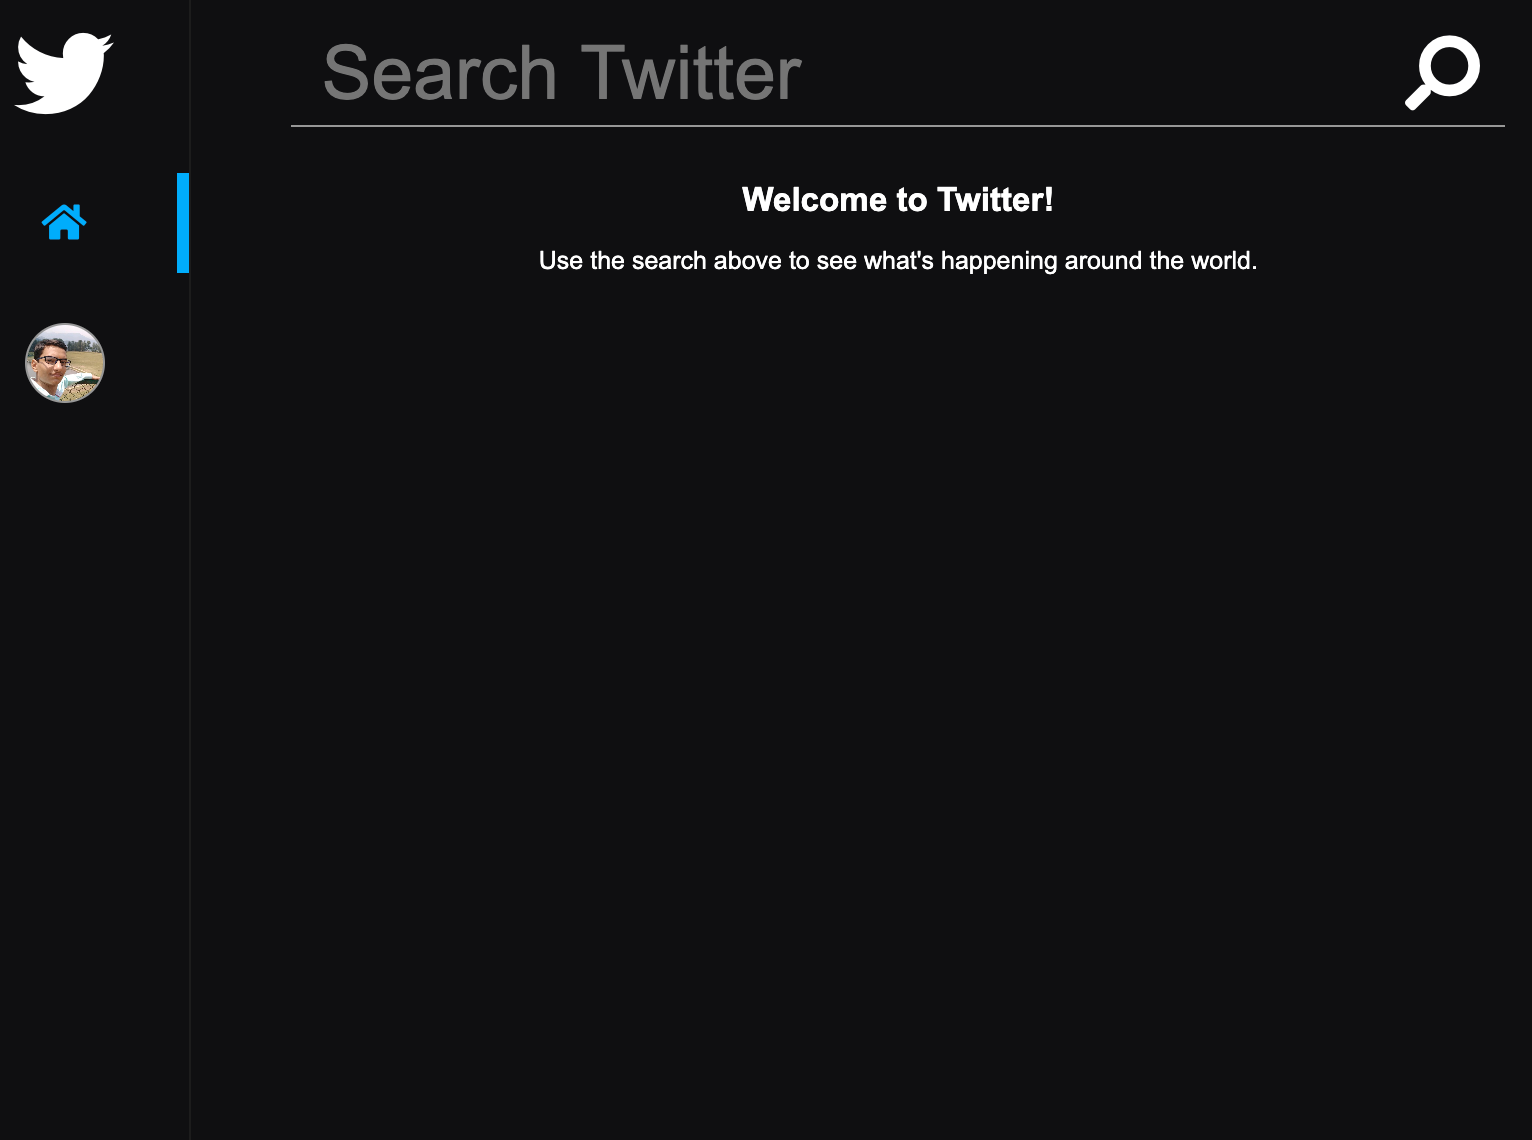 Search Twitter
Welcome to Twitter!
Use the search above to see what's happening around the world.